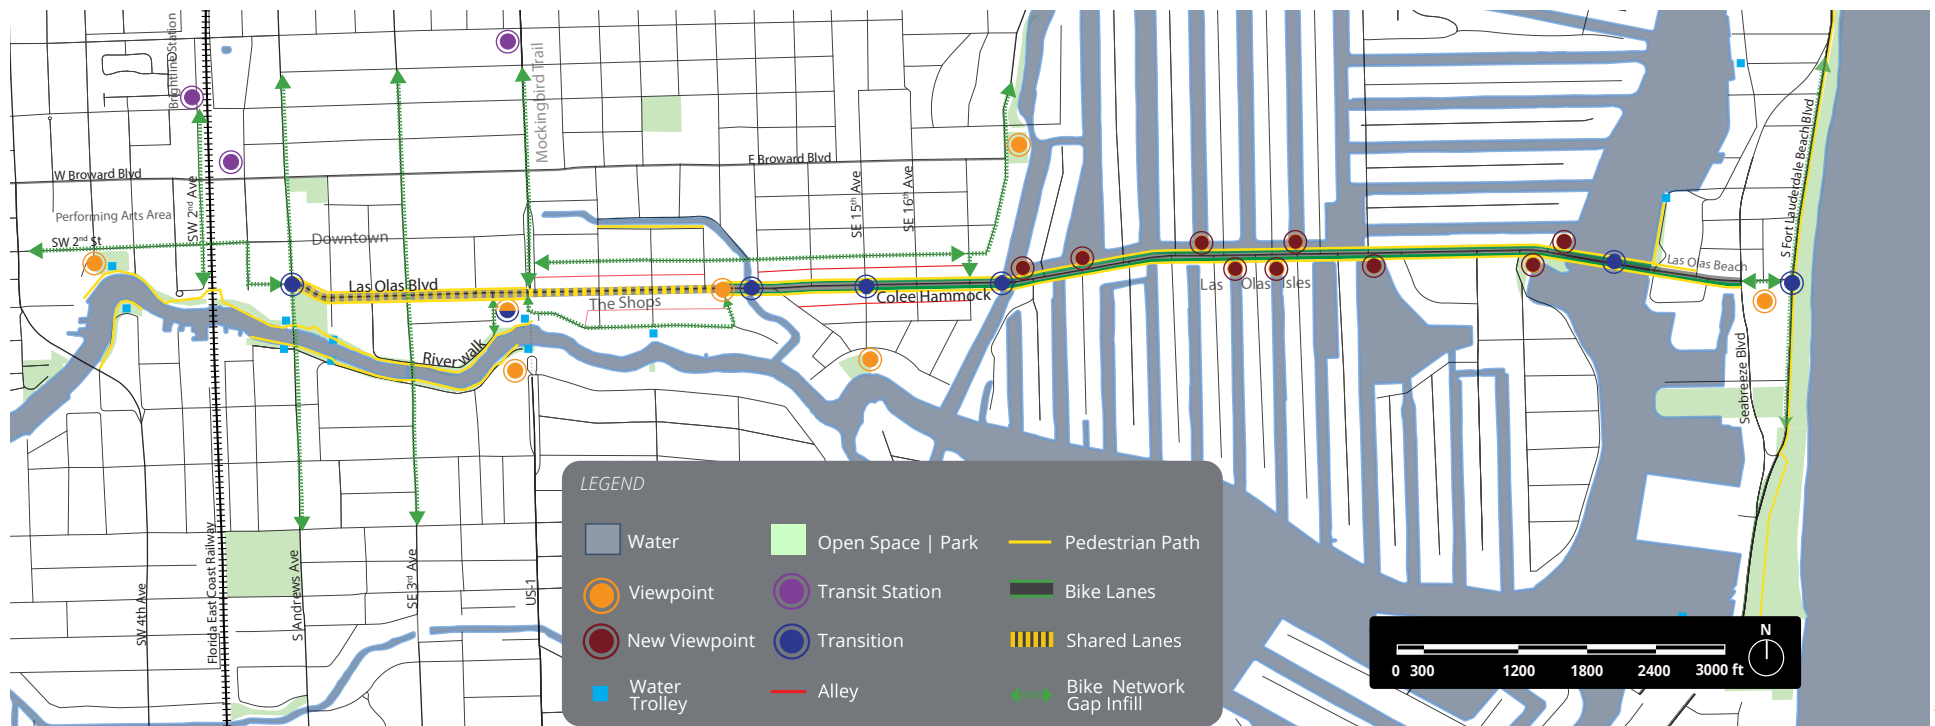 Brightline Station
Mockingbird Trail
W Broward Blvd
E Broward Blvd
SW 2nd Ave
SE 15th Ave
SE 16th Ave
Performing Arts Area
SW 2nd St
Downtown
Las Olas Blvd
The Shops
Colee Hammock
Las Olas Isles
Las Olas Beach
S Fort Lauderdale Beach Blvd
Seabreeze Blvd
Riverwalk
SW 4th Ave
Florida East Coast Railway
S Andrews Ave
SE 3rd Ave
US-1
LEGEND
Water
Open Space | Park
Pedestrian Path
Viewpoint
Transit Station
Bike Lanes
New Viewpoint
Transition
Shared Lanes
Water
Trolley
Alley
Bike Network
Gap Infill
N
0 300 1200 1800 2400 3000 ft